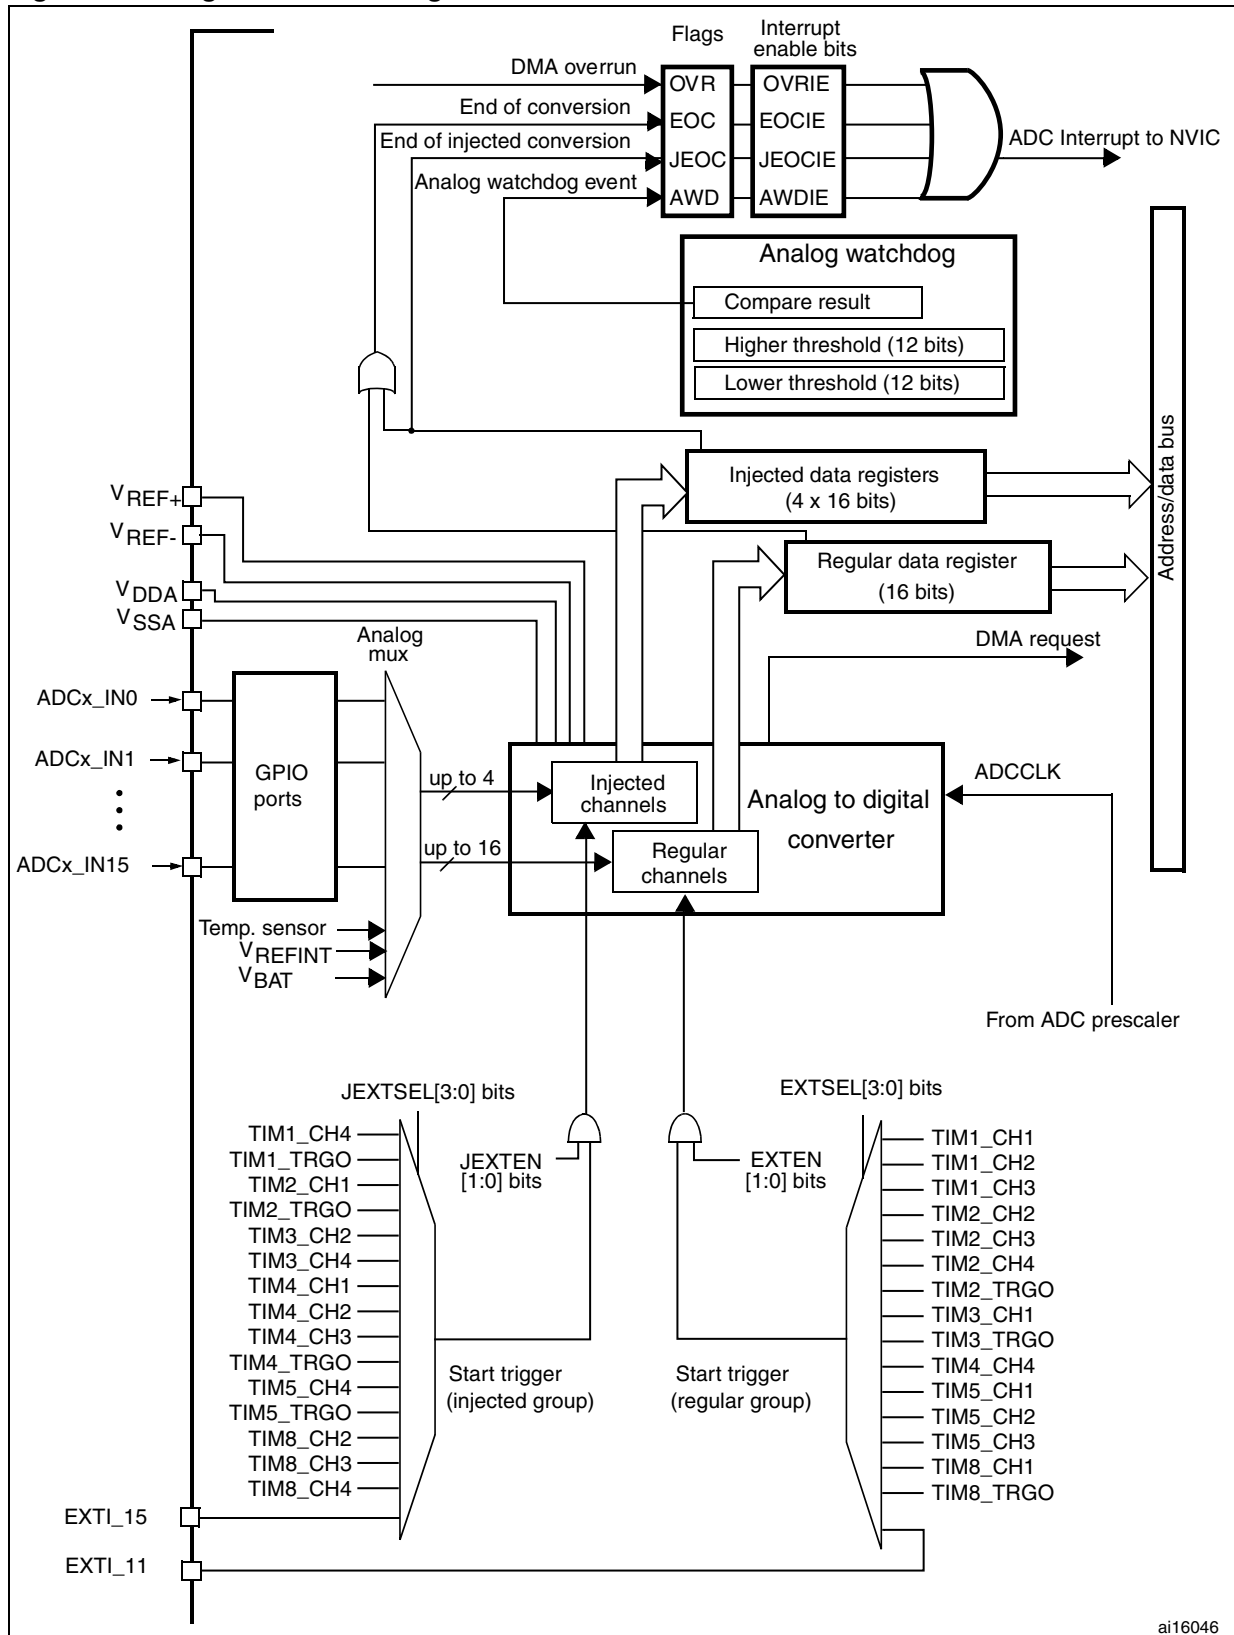 Flags
Interrupt
enable bits
DMA overrun
OVR
OVRIE
End of conversion
EOC
EOCIE
End of injected conversion
JEOC
JEOCIE
ADC Interrupt to NVIC
Analog watchdog event
AWD
AWDIE
Analog watchdog
Compare result
Higher threshold (12 bits)
Lower threshold (12 bits)
Address/data bus
Injected data registers
(4 x 16 bits)
VREF+
VREF-
VDDA
VSSA
Regular data register
(16 bits)
Analog
mux
DMA request
ADCx_IN0
ADCx_IN1
ADCx_IN15
GPIO
ports
up to 4
up to 16
Injected
channels
Regular
channels
Analog to digital
converter
ADCCLK
Temp. sensor
VREFINT
VBAT
From ADC prescaler
JEXTSEL[3:0] bits
EXTSEL[3:0] bits
JEXTEN
[1:0] bits
EXTEN
[1:0] bits
TIM1_CH4
TIM1_TRGO
TIM2_CH1
TIM2_TRGO
TIM3_CH2
TIM3_CH4
TIM4_CH1
TIM4_CH2
TIM4_CH3
TIM4_TRGO
TIM5_CH4
TIM5_TRGO
TIM8_CH2
TIM8_CH3
TIM8_CH4
Start trigger
(injected group)
Start trigger
(regular group)
TIM1_CH1
TIM1_CH2
TIM1_CH3
TIM2_CH2
TIM2_CH3
TIM2_CH4
TIM2_TRGO
TIM3_CH1
TIM3_TRGO
TIM4_CH4
TIM5_CH1
TIM5_CH2
TIM5_CH3
TIM8_CH1
TIM8_TRGO
EXTI_15
EXTI_11
ai16046